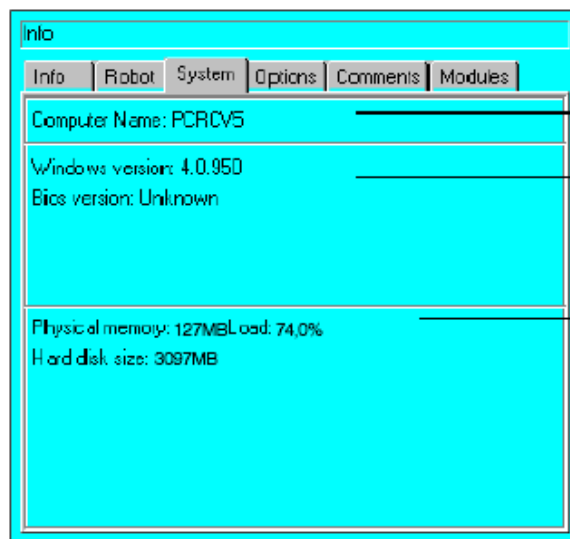 Info
Info Robot System Options Comments Modules
Computer Name: PCRCV5
Windows version: 4.0.950
Bios version: Unknown
Physical memory: 127MBLoad: 74,0%
Hard disk size: 3097MB